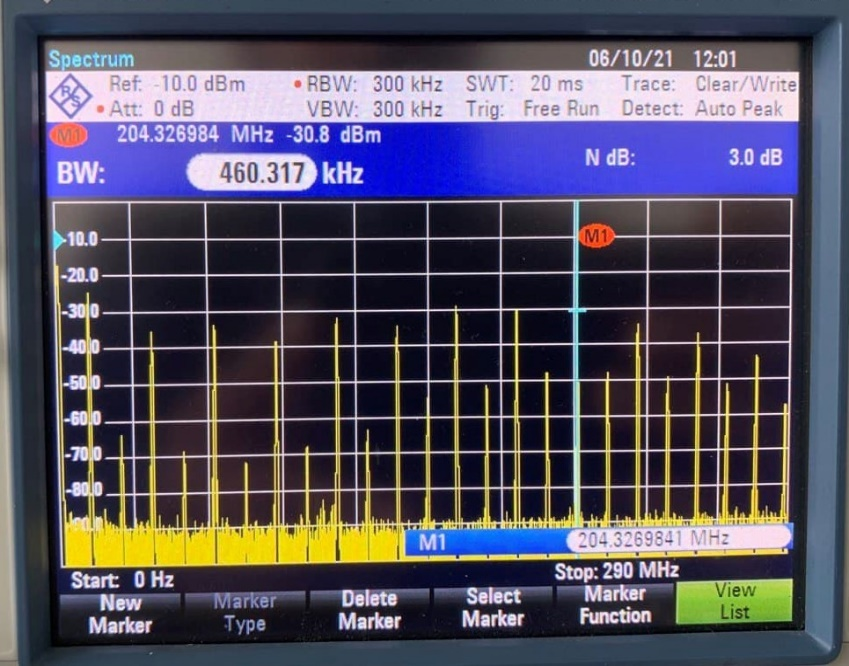 Spectrum 06/10/21 12:01
R&S Ref: -10.0 dBm RBW: 300 kHz SWT: 20 ms Trace: Clear/Write
Att: 0 dB VBW: 300 kHz Trig: Free Run Detect: Auto Peak
M1 204.326984 MHz -30.8 dBm
BW: 460.317 kHz N dB: 3.0 dB
M1
-10.0
-20.0
-30.0
-40.0
-50.0
-60.0
-70.0
-80.0
-90.0
M1 204.3269841 MHz
Start: 0 Hz Stop: 290 MHz
New Marker Delete Select Marker View
Marker Type Marker Marker Function List